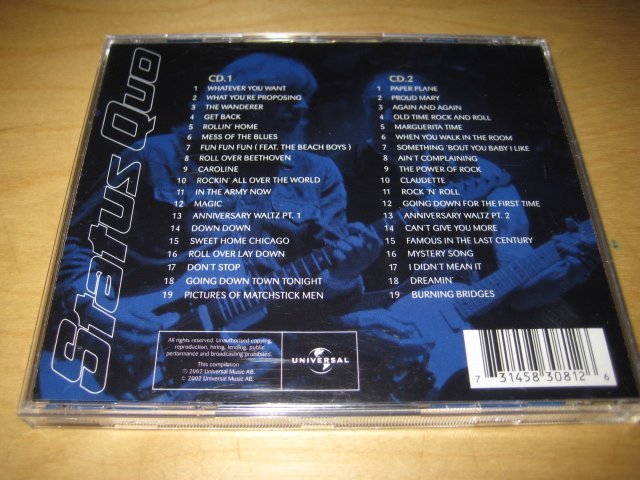 Status Quo
CD.1
1 WHATEVER YOU WANT
2 WHAT YOU'RE PROPOSING
3 THE WANDERER
4 GET BACK
5 ROLLIN' HOME
6 MESS OF THE BLUES
7 FUN FUN FUN ( FEAT. THE BEACH BOYS )
8 ROLL OVER BEETHOVEN
9 CAROLINE
10 ROCKIN' ALL OVER THE WORLD
11 IN THE ARMY NOW
12 MAGIC
13 ANNIVERSARY WALTZ PT. 1
14 DOWN DOWN
15 SWEET HOME CHICAGO
16 ROLL OVER LAY DOWN
17 DON'T STOP
18 GOING DOWN TOWN TONIGHT
19 PICTURES OF MATCHSTICK MEN
CD.2
1 PAPER PLANE
2 PROUD MARY
3 AGAIN AND AGAIN
4 OLD TIME ROCK AND ROLL
5 MARGUERITA TIME
6 WHEN YOU WALK IN THE ROOM
7 SOMETHING 'BOUT YOU BABY I LIKE
8 AIN'T COMPLAINING
9 THE POWER OF ROCK
10 CLAUDETTE
11 ROCK 'N' ROLL
12 GOING DOWN FOR THE FIRST TIME
13 ANNIVERSARY WALTZ PT. 2
14 CAN'T GIVE YOU MORE
15 FAMOUS IN THE LAST CENTURY
16 MYSTERY SONG
17 I DIDN'T MEAN IT
18 DREAMIN'
19 BURNING BRIDGES
All rights reserved. Unauthorised copying,
reproduction, hiring, lending, public
performance and broadcasting prohibited.
This compilation
℗ 2002 Universal Music AB.
© 2002 Universal Music AB.
UNIVERSAL
7 31458 30812 6